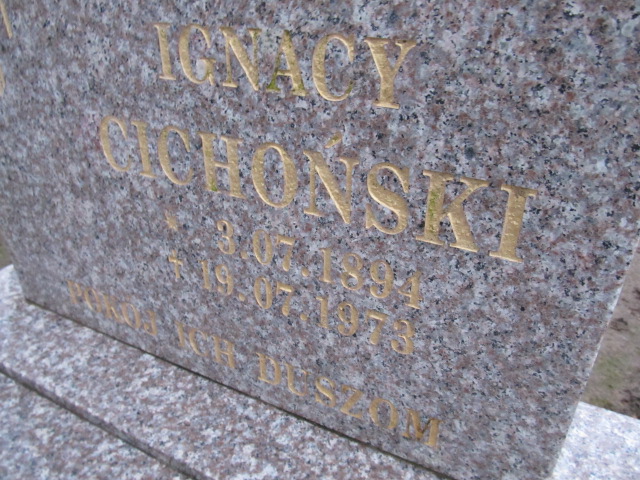 IGNACY
CICHOŃSKI
* 3.07.1894
† 19.07.1973
POKÓJ ICH DUSZOM